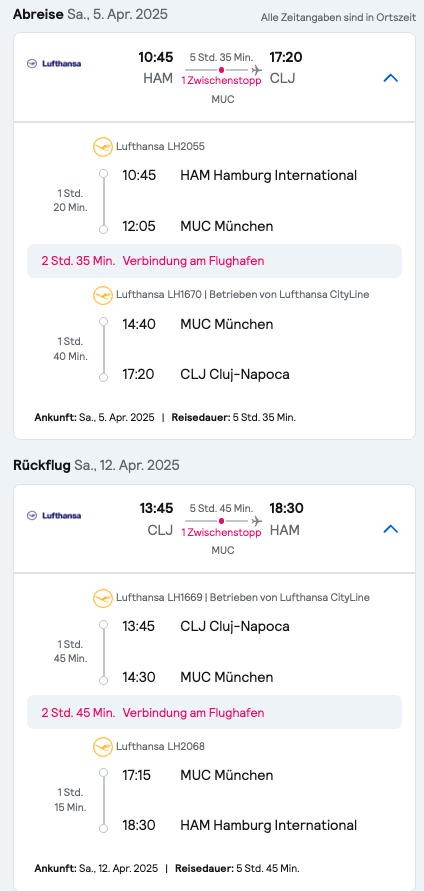 Abreise Sa., 5. Apr. 2025 Alle Zeitangaben sind in Ortszeit
Lufthansa
10:45 5 Std. 35 Min. 17:20
HAM 1 Zwischenstopp CLJ
MUC
Lufthansa LH2055
10:45 HAM Hamburg International
1 Std.
20 Min.
12:05 MUC München
2 Std. 35 Min. Verbindung am Flughafen
Lufthansa LH1670 | Betrieben von Lufthansa CityLine
14:40 MUC München
1 Std.
40 Min.
17:20 CLJ Cluj-Napoca
Ankunft: Sa., 5. Apr. 2025 | Reisedauer: 5 Std. 35 Min.
Rückflug Sa., 12. Apr. 2025
Lufthansa
13:45 5 Std. 45 Min. 18:30
CLJ 1 Zwischenstopp HAM
MUC
Lufthansa LH1669 | Betrieben von Lufthansa CityLine
13:45 CLJ Cluj-Napoca
1 Std.
45 Min.
14:30 MUC München
2 Std. 45 Min. Verbindung am Flughafen
Lufthansa LH2068
17:15 MUC München
1 Std.
15 Min.
18:30 HAM Hamburg International
Ankunft: Sa., 12. Apr. 2025 | Reisedauer: 5 Std. 45 Min.